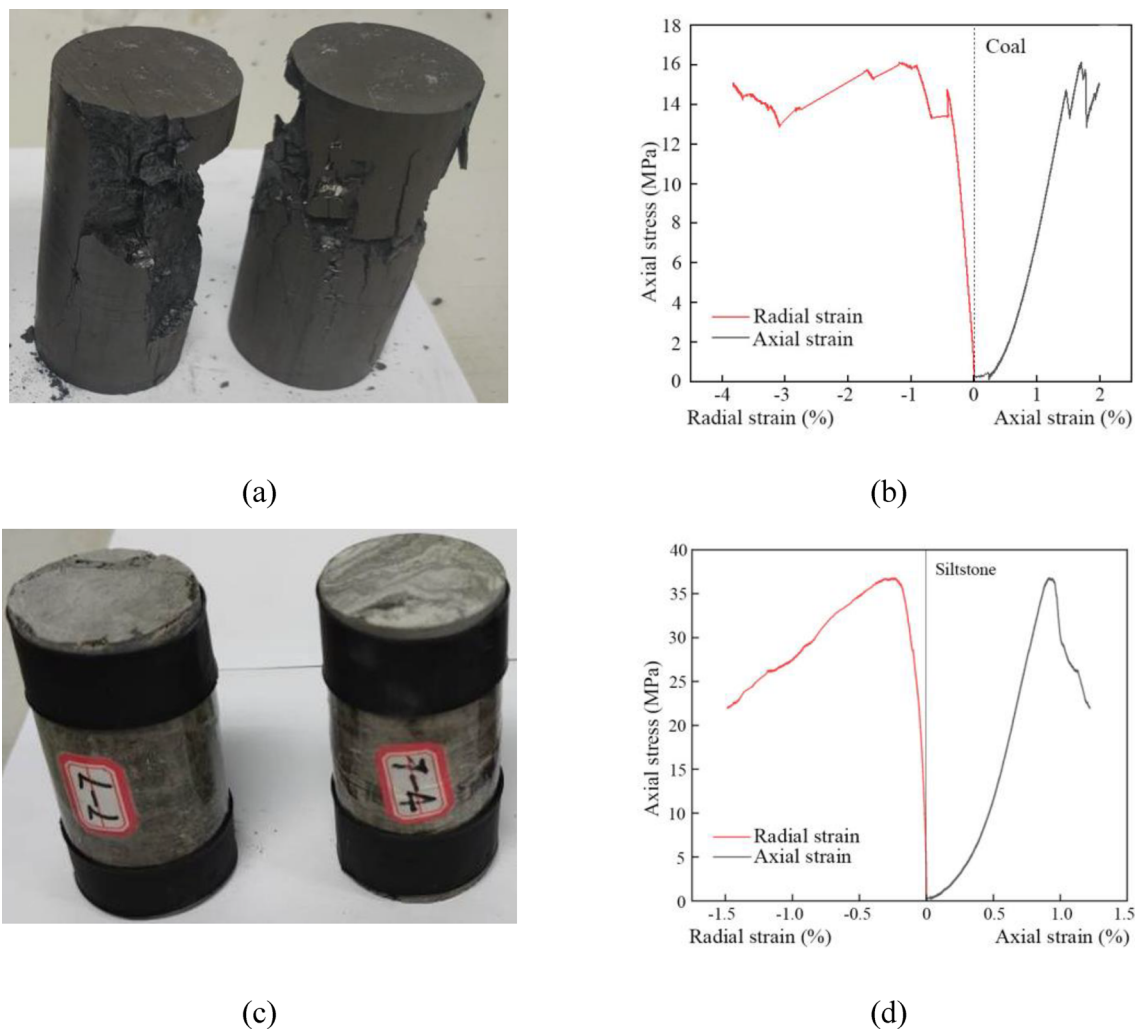 18
16
14
12
10
8
6
4
2
0
Axial stress (MPa)
Coal
Radial strain
Axial strain
-4 -3 -2 -1 0 1 2
Radial strain (%) Axial strain (%)
(a) (b)
7-7
7-4
40
35
30
25
20
15
10
5
0
Axial stress (MPa)
Siltstone
Radial strain
Axial strain
-1.5 -1.0 -0.5 0 0.5 1.0 1.5
Radial strain (%) Axial strain (%)
(c) (d)